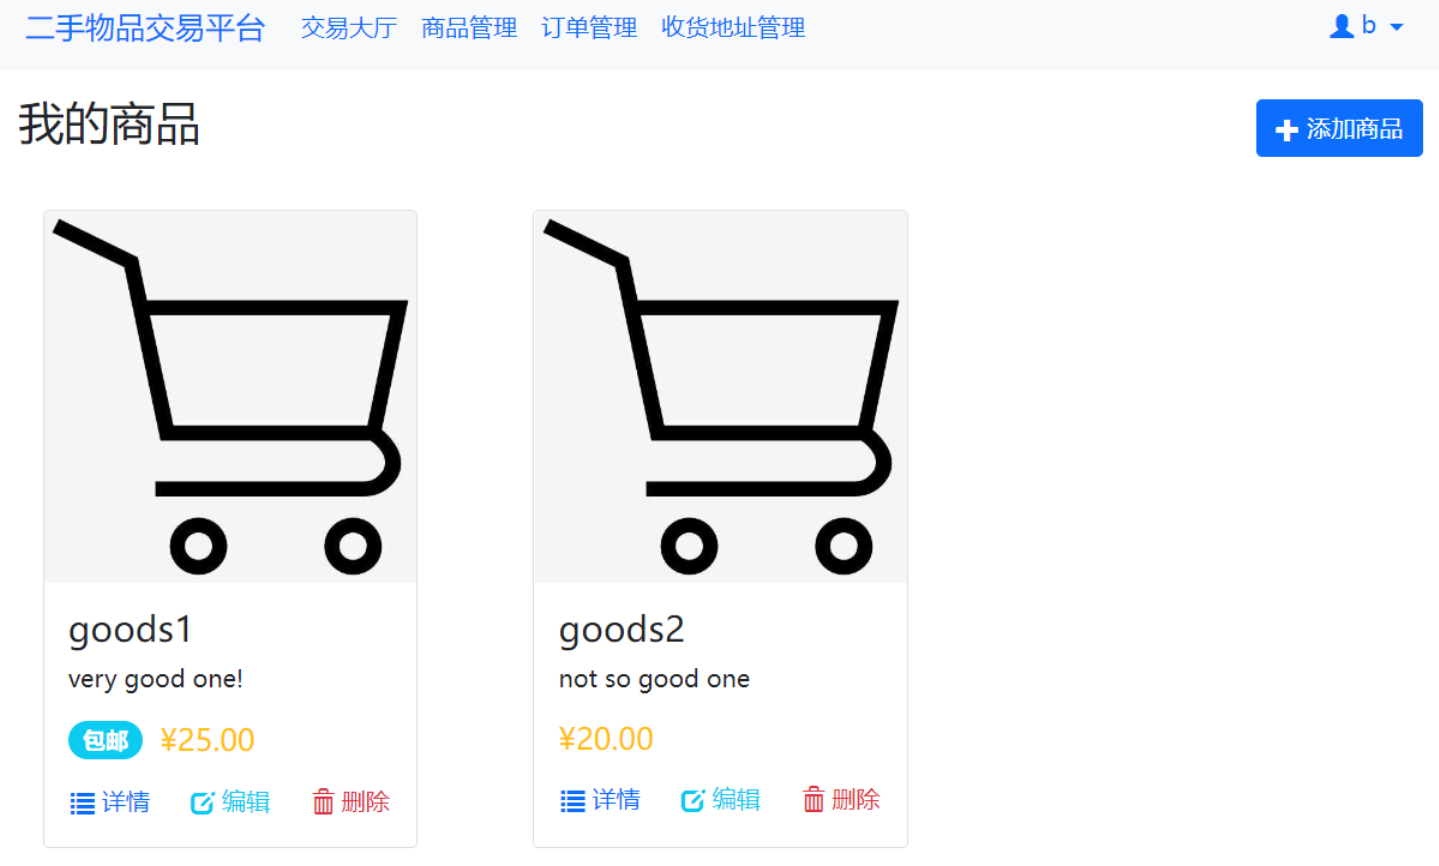 二手物品交易平台 交易大厅 商品管理 订单管理 收货地址管理 b
我的商品 添加商品
goods1
very good one!
包邮 ¥25.00
详情 编辑 删除
goods2
not so good one
¥20.00
详情 编辑 删除